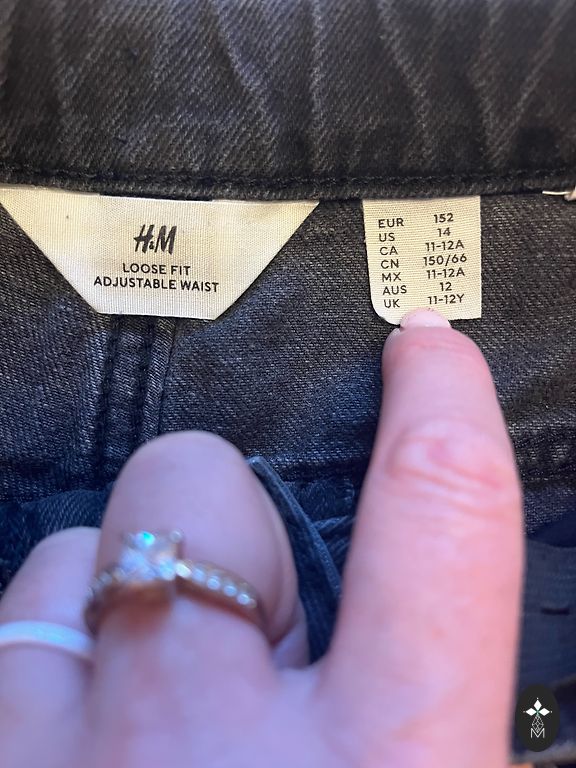 H&M
LOOSE FIT
ADJUSTABLE WAIST
EUR 152
US 14
CA 11-12A
CN 150/66
MX 11-12A
AUS 12
UK 11-12Y
M